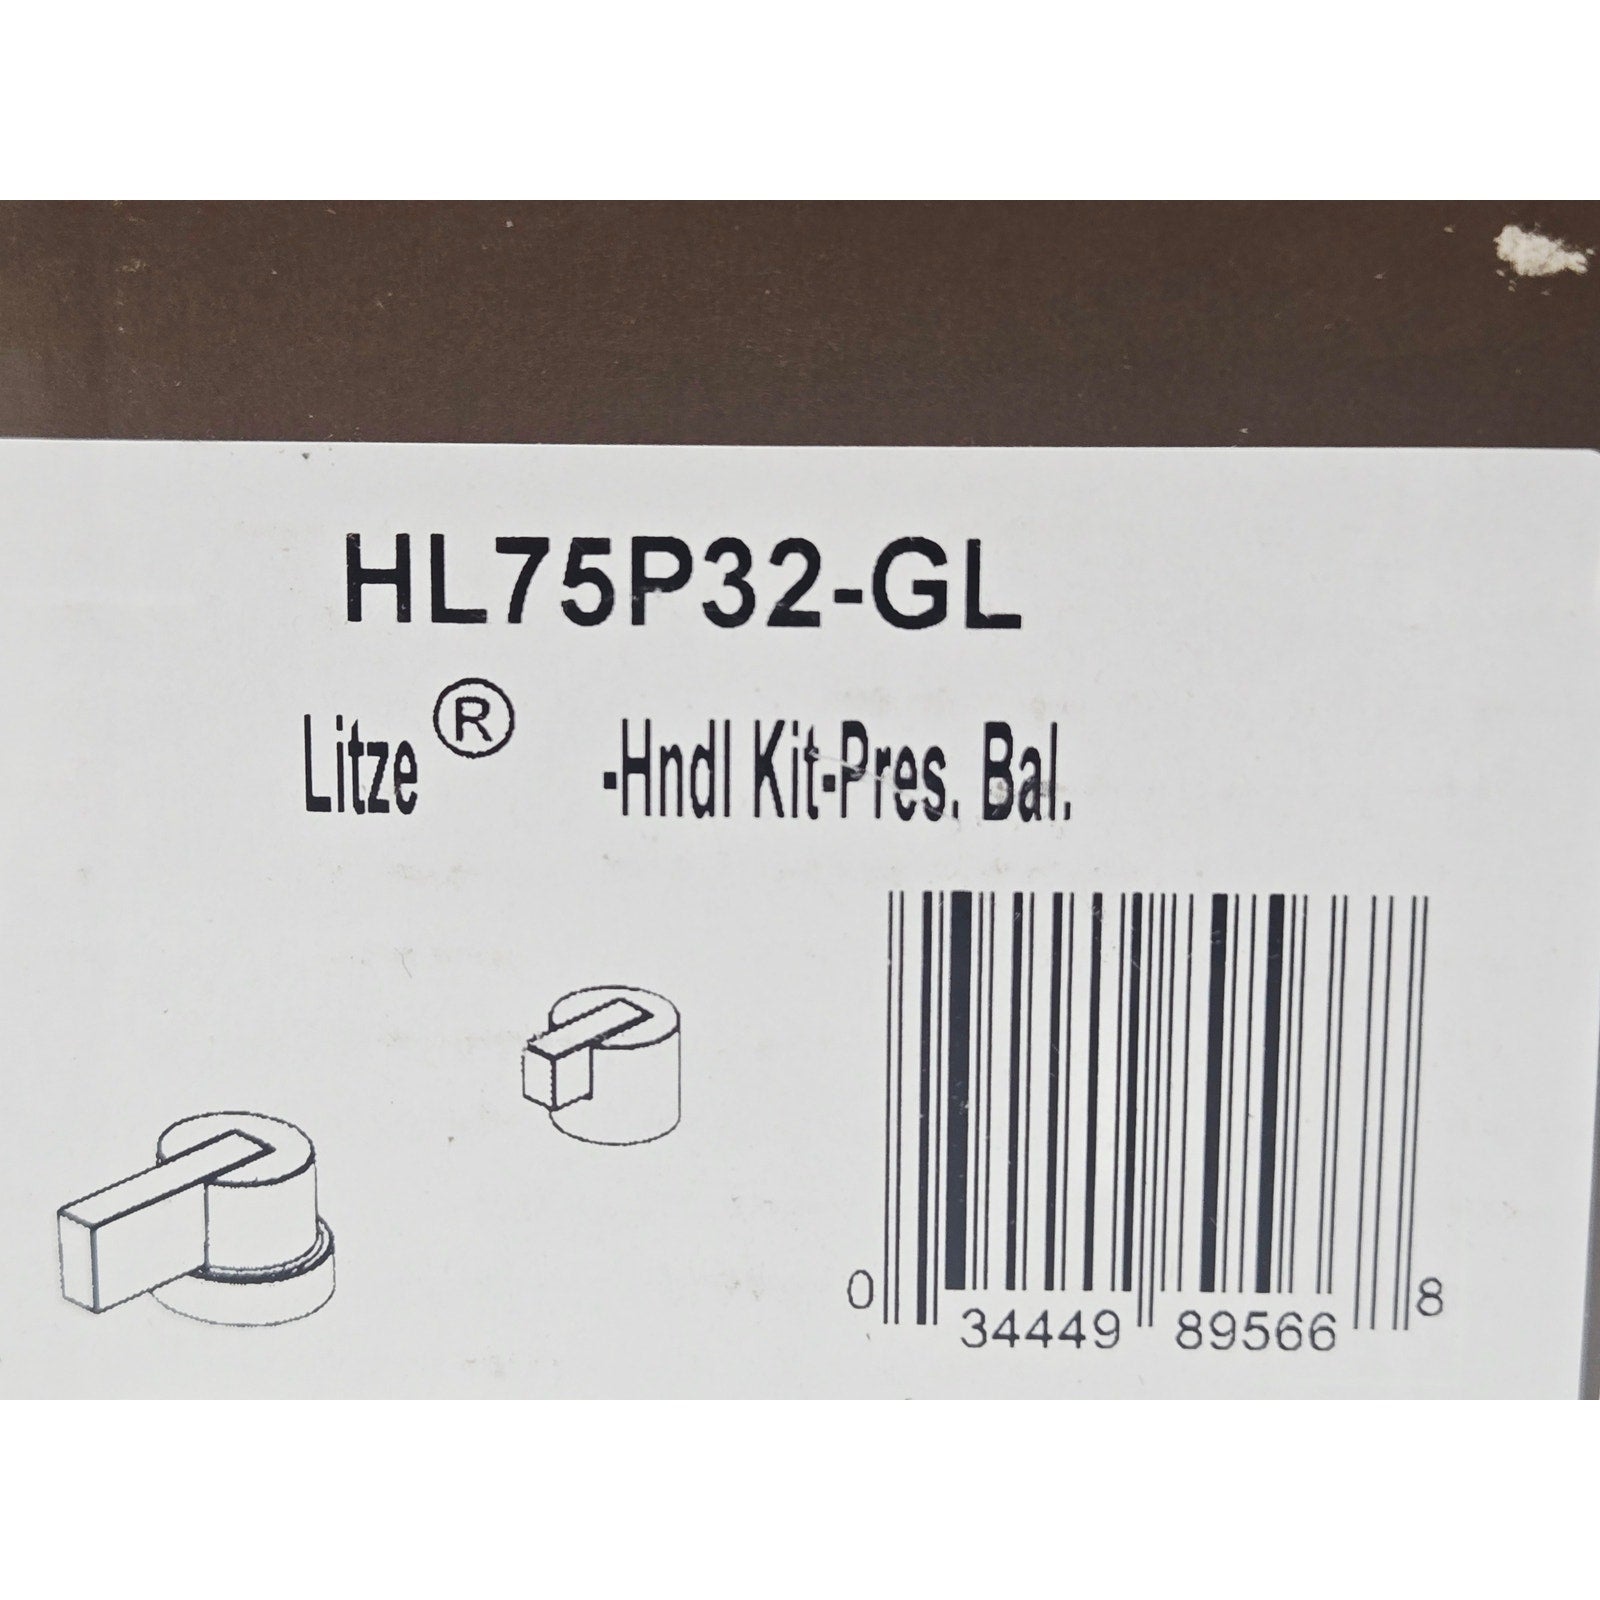 HL75P32-GL
Litze® -Hndl Kit-Pres. Bal.
0 34449 89566 8